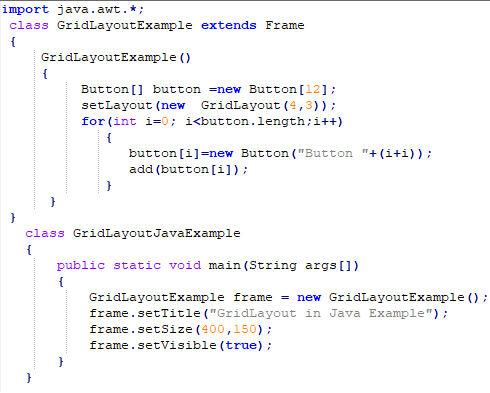 import java.awt.*;
class GridLayoutExample extends Frame
{
GridLayoutExample()
{
Button[] button =new Button[12];
setLayout(new  GridLayout(4,3));
for(int i=0; i<button.length;i++)
{
button[i]=new Button("Button "+(i+i));
add(button[i]);
}
}
}
class GridLayoutJavaExample
{
public static void main(String args[])
{
GridLayoutExample frame = new GridLayoutExample();
frame.setTitle("GridLayout in Java Example");
frame.setSize(400,150);
frame.setVisible(true);
}
}